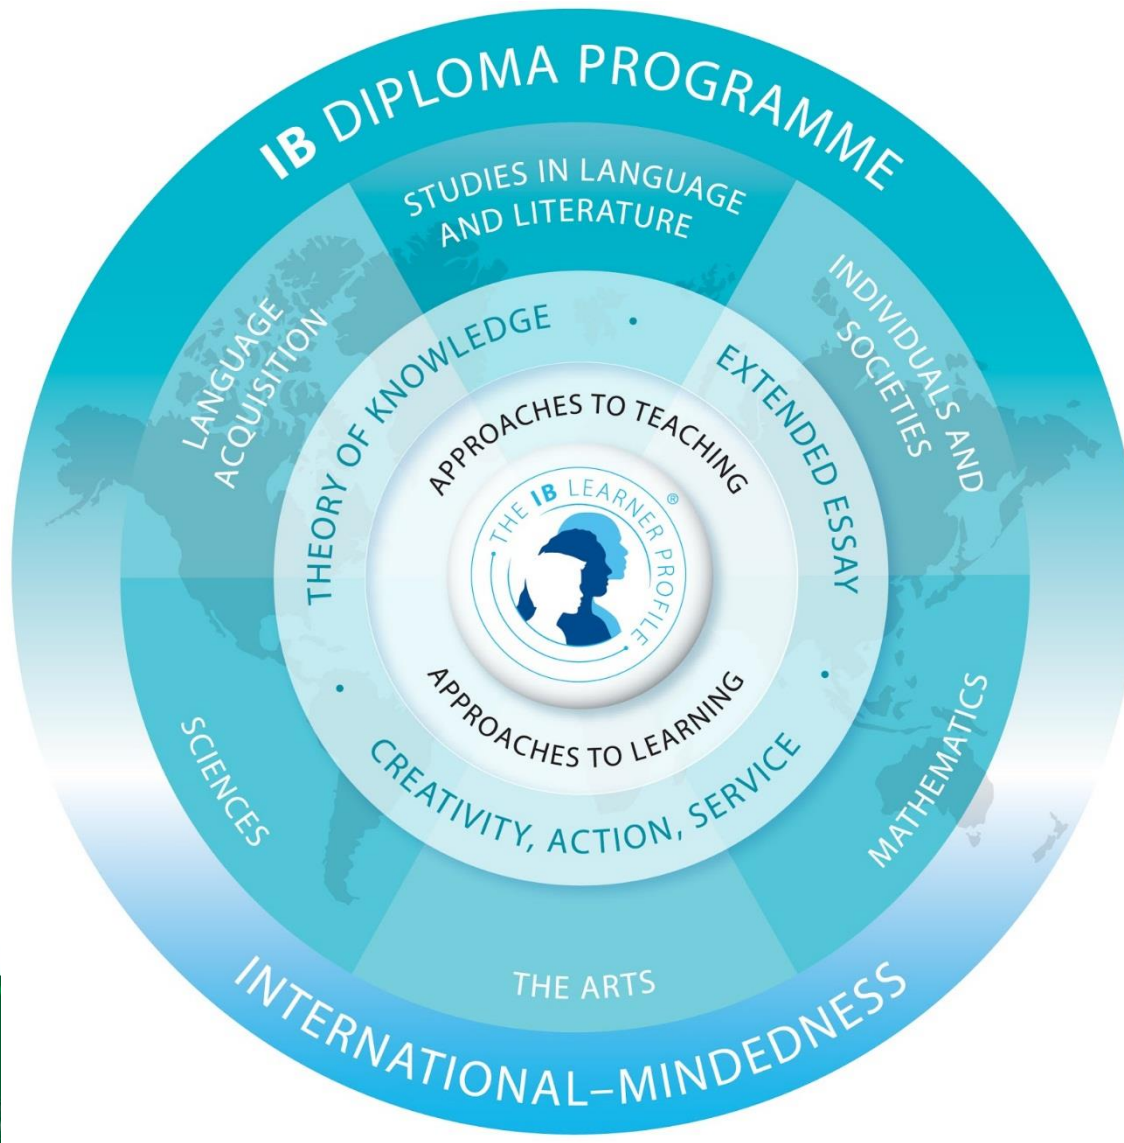 IB DIPLOMA PROGRAMME
STUDIES IN LANGUAGE
AND LITERATURE
LANGUAGE
ACQUISITION
INDIVIDUALS AND
SOCIETIES
THEORY OF KNOWLEDGE
EXTENDED ESSAY
APPROACHES TO TEACHING
THE IB LEARNER PROFILE ®
APPROACHES TO LEARNING
CREATIVITY, ACTION, SERVICE
SCIENCES
MATHEMATICS
THE ARTS
INTERNATIONAL–MINDEDNESS